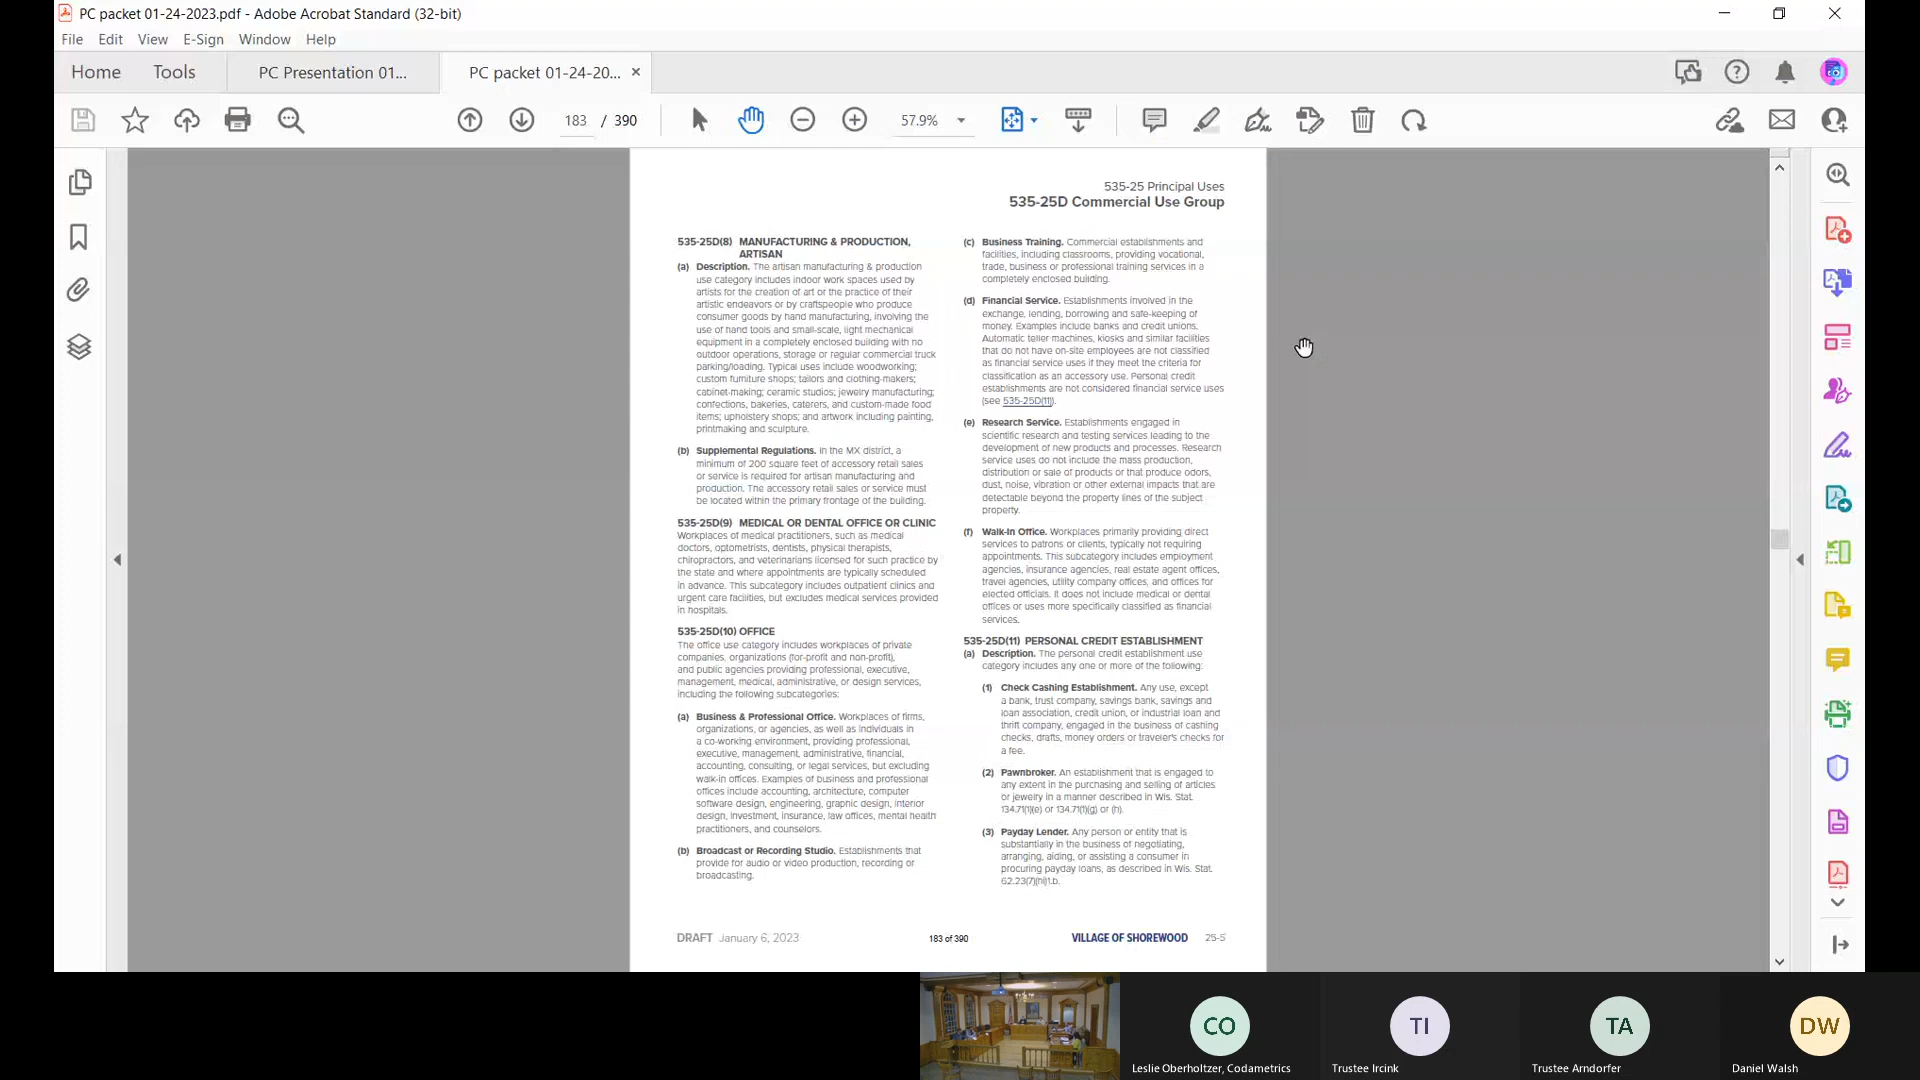 PC packet 01-24-2023.pdf - Adobe Acrobat Standard (32-bit)
File Edit View E-Sign Window Help
Home Tools PC Presentation 01... PC packet 01-24-20... ×
183 / 390 57.9%
535-25 Principal Uses
535-25D Commercial Use Group
535-25D(8) MANUFACTURING & PRODUCTION,
ARTISAN
(a) Description. The artisan manufacturing & production
use category includes indoor work spaces used by
artists for the creation of art or the practice of their
artistic endeavors or by craftspeople who produce
consumer goods by hand manufacturing, involving the
use of hand tools and small-scale, light mechanical
equipment in a completely enclosed building with no
outdoor operations, storage or regular commercial truck
parking/loading. Typical uses include woodworking;
custom furniture shops; tailors and clothing-makers;
cabinet-making; ceramic studios; jewelry manufacturing;
confections, bakeries, caterers, and custom-made food
items; upholstery shops; and artwork including painting,
printmaking and sculpture.
(b) Supplemental Regulations. In the MX district, a
minimum of 200 square feet of accessory retail sales
or service is required for artisan manufacturing and
production. The accessory retail sales or service must
be located within the primary frontage of the building.
535-25D(9) MEDICAL OR DENTAL OFFICE OR CLINIC
Workplaces of medical practitioners, such as medical
doctors, optometrists, dentists, physical therapists,
chiropractors, and veterinarians licensed for such practice by
the state and where appointments are typically scheduled
in advance. This subcategory includes outpatient clinics and
urgent care facilities, but excludes medical services provided
in hospitals.
535-25D(10) OFFICE
The office use category includes workplaces of private
companies, organizations (for-profit and non-profit),
and public agencies providing professional, executive,
management, medical, administrative, or design services,
including the following subcategories:
(a) Business & Professional Office. Workplaces of firms,
organizations, or agencies, as well as individuals in
a co-working environment, providing professional,
executive, management, administrative, financial,
accounting, consulting, or legal services, but excluding
walk-in offices. Examples of business and professional
offices include accounting, architecture, computer
software design, engineering, graphic design, interior
design, investment, insurance, law offices, mental health
practitioners, and counselors.
(b) Broadcast or Recording Studio. Establishments that
provide for audio or video production, recording or
broadcasting.
(c) Business Training. Commercial establishments and
facilities, including classrooms, providing vocational,
trade, business or professional training services in a
completely enclosed building.
(d) Financial Service. Establishments involved in the
exchange, lending, borrowing and safe-keeping of
money. Examples include banks and credit unions.
Automatic teller machines, kiosks and similar facilities
that do not have on-site employees are not classified
as financial service uses if they meet the criteria for
classification as an accessory use. Personal credit
establishments are not considered financial service uses
(see 535-25D(11)).
(e) Research Service. Establishments engaged in
scientific research and testing services leading to the
development of new products and processes. Research
service uses do not include the mass production,
distribution or sale of products or that produce odors,
dust, noise, vibration or other external impacts that are
detectable beyond the property lines of the subject
property.
(f) Walk-In Office. Workplaces primarily providing direct
services to patrons or clients, typically not requiring
appointments. This subcategory includes employment
agencies, insurance agencies, real estate agent offices,
travel agencies, utility company offices, and offices for
elected officials. It does not include medical or dental
offices or uses more specifically classified as financial
services.
535-25D(11) PERSONAL CREDIT ESTABLISHMENT
(a) Description. The personal credit establishment use
category includes any one or more of the following:
(1) Check Cashing Establishment. Any use, except
a bank, trust company, savings bank, savings and
loan association, credit union, or industrial loan and
thrift company, engaged in the business of cashing
checks, drafts, money orders or traveler's checks for
a fee.
(2) Pawnbroker. An establishment that is engaged to
any extent in the purchasing and selling of articles
or jewelry in a manner described in Wis. Stat.
134.71(1)(e) or 134.71(1)(g) or (h).
(3) Payday Lender. Any person or entity that is
substantially in the business of negotiating,
arranging, aiding, or assisting a consumer in
procuring payday loans, as described in Wis. Stat.
62.23(7)(hi)1.b.
DRAFT January 6, 2023 183 of 390 VILLAGE OF SHOREWOOD 25-5
CO TI TA DW
Leslie Oberholtzer, Codametrics Trustee Ircink Trustee Arndorfer Daniel Walsh